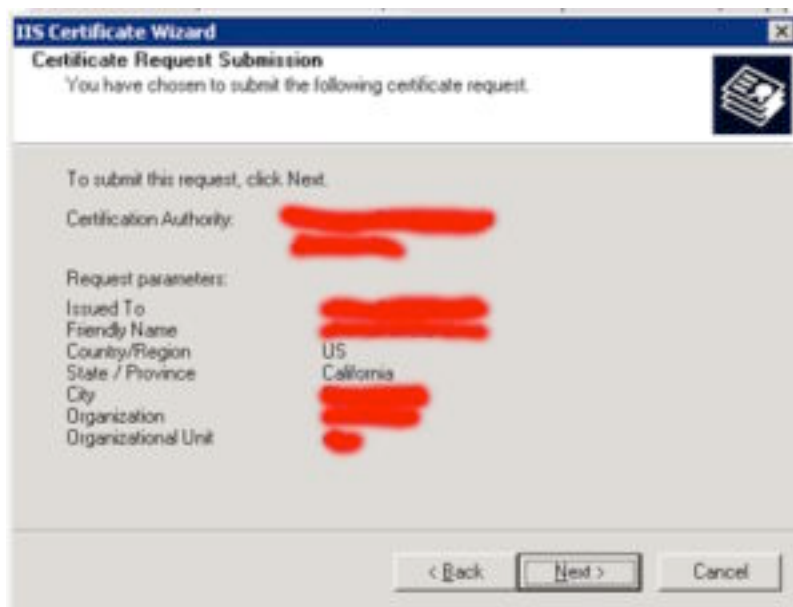 IIS Certificate Wizard
Certificate Request Submission
You have chosen to submit the following certificate request.
To submit this request, click Next.
Certification Authority:
Request parameters:
Issued To
Friendly Name
Country/Region US
State / Province California
City
Organization
Organizational Unit
< Back Next > Cancel